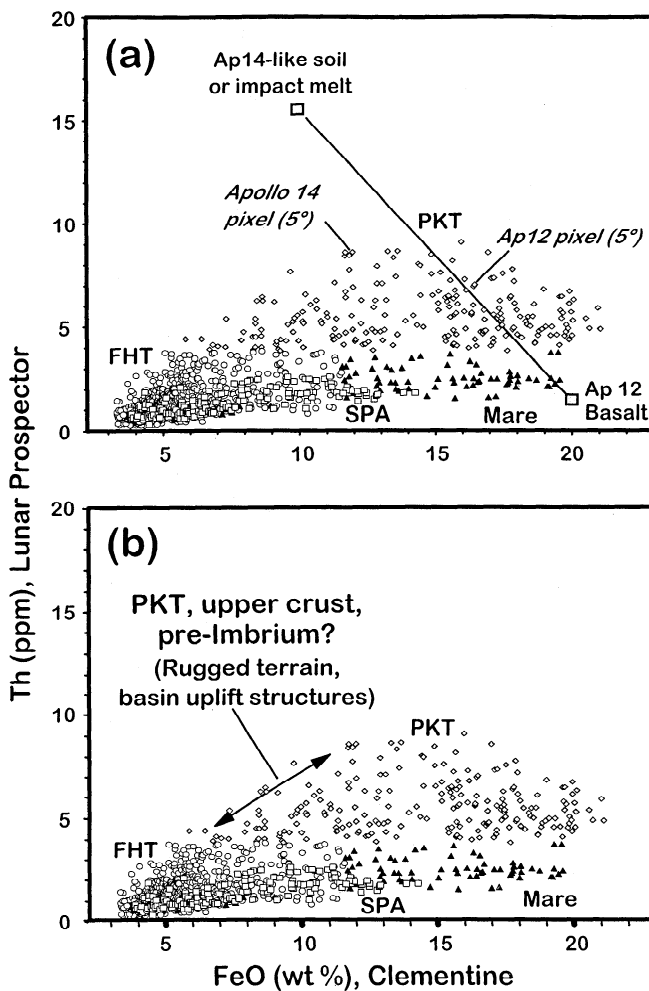 20
(a)
Ap14-like soil
or impact melt
15
Apollo 14
pixel (5°)
PKT
Ap12 pixel (5°)
10
5
FHT
SPA
Mare
Ap 12
Basalt
0
5
10
15
20
Th (ppm), Lunar Prospector
20
(b)
PKT, upper crust,
pre-Imbrium?
(Rugged terrain,
basin uplift structures)
15
10
PKT
5
FHT
SPA
Mare
0
5
10
15
20
FeO (wt %), Clementine